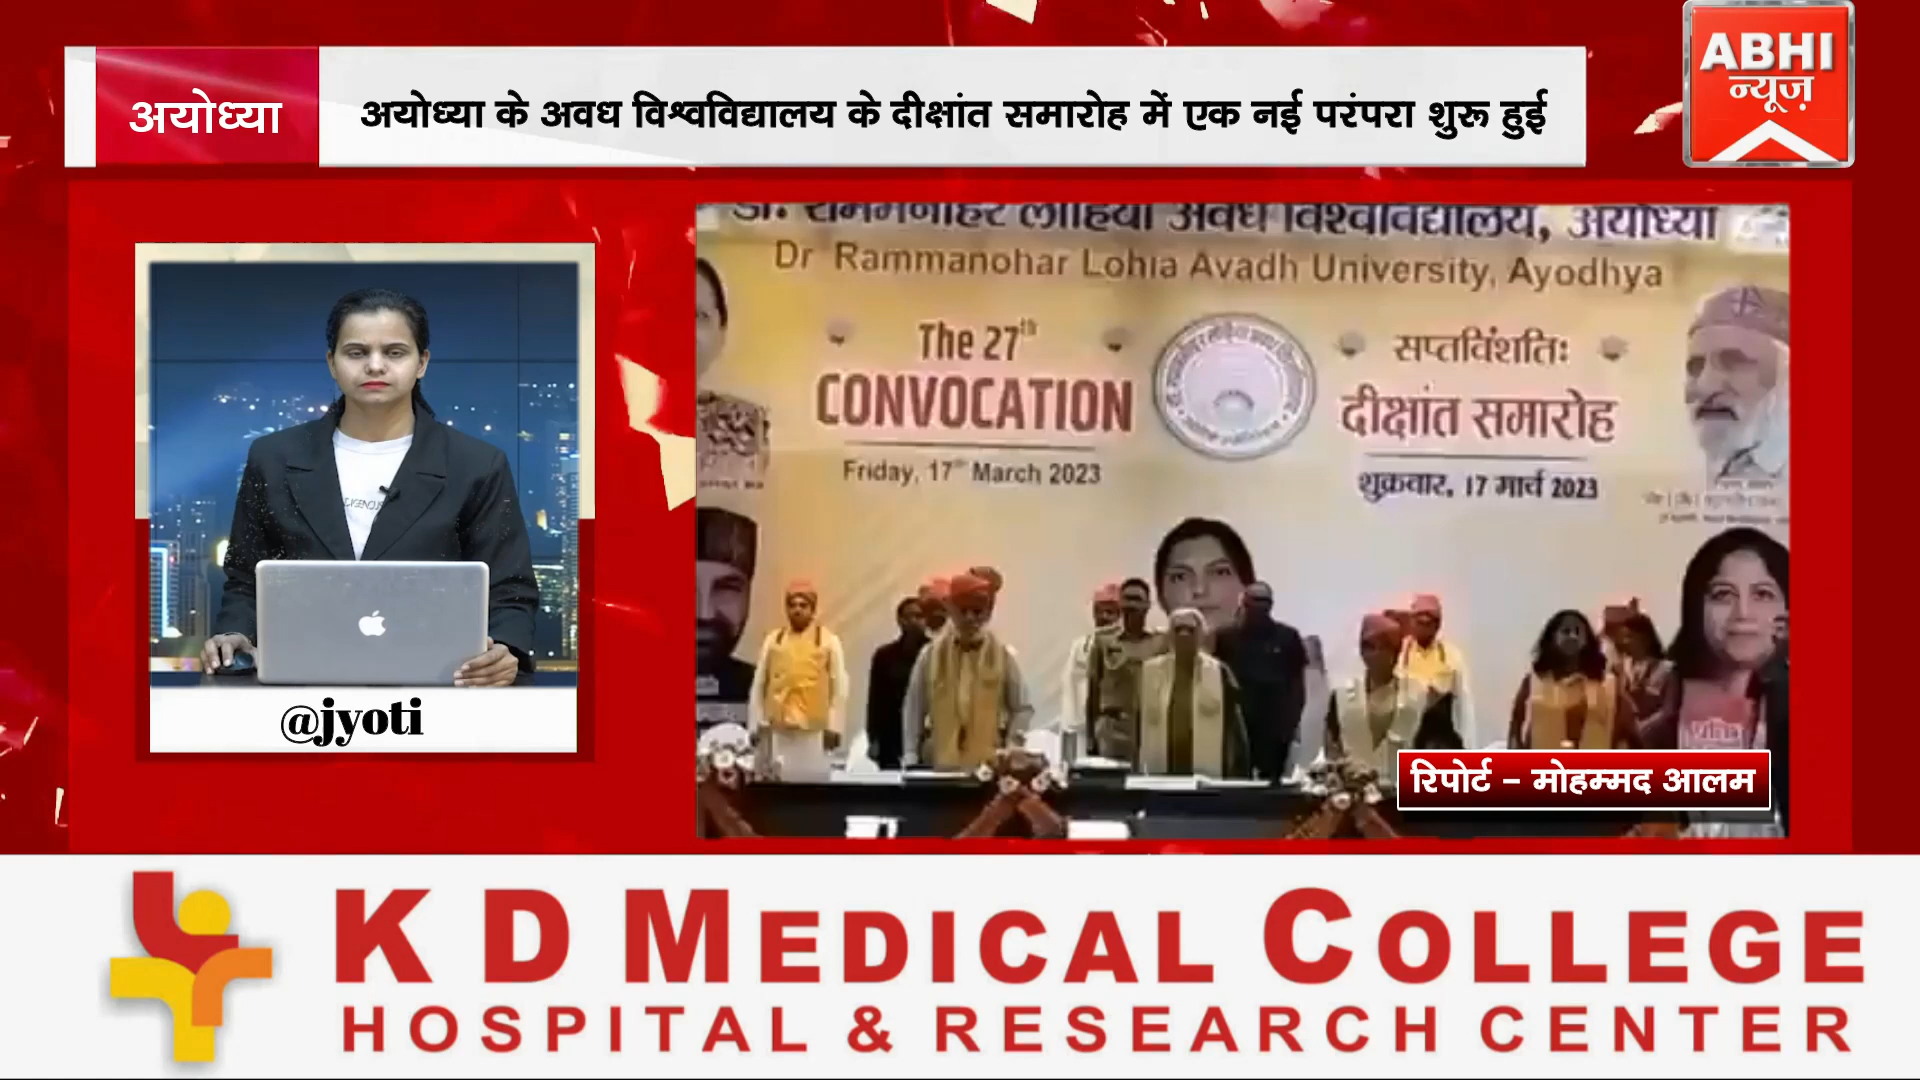 अयोध्या
अयोध्या के अवध विश्वविद्यालय के दीक्षांत समारोह में एक नई परंपरा शुरू हुई
ABHI
न्यूज़
डॉ. राममनोहर लोहिया अवध विश्वविद्यालय, अयोध्या
Dr Rammanohar Lohia Avadh University, Ayodhya
The 27th
CONVOCATION
Friday, 17th March 2023
सप्तविंशतिः
दीक्षांत समारोह
शुक्रवार, 17 मार्च 2023
@jyoti
रिपोर्ट - मोहम्मद आलम
K D MEDICAL COLLEGE
HOSPITAL & RESEARCH CENTER